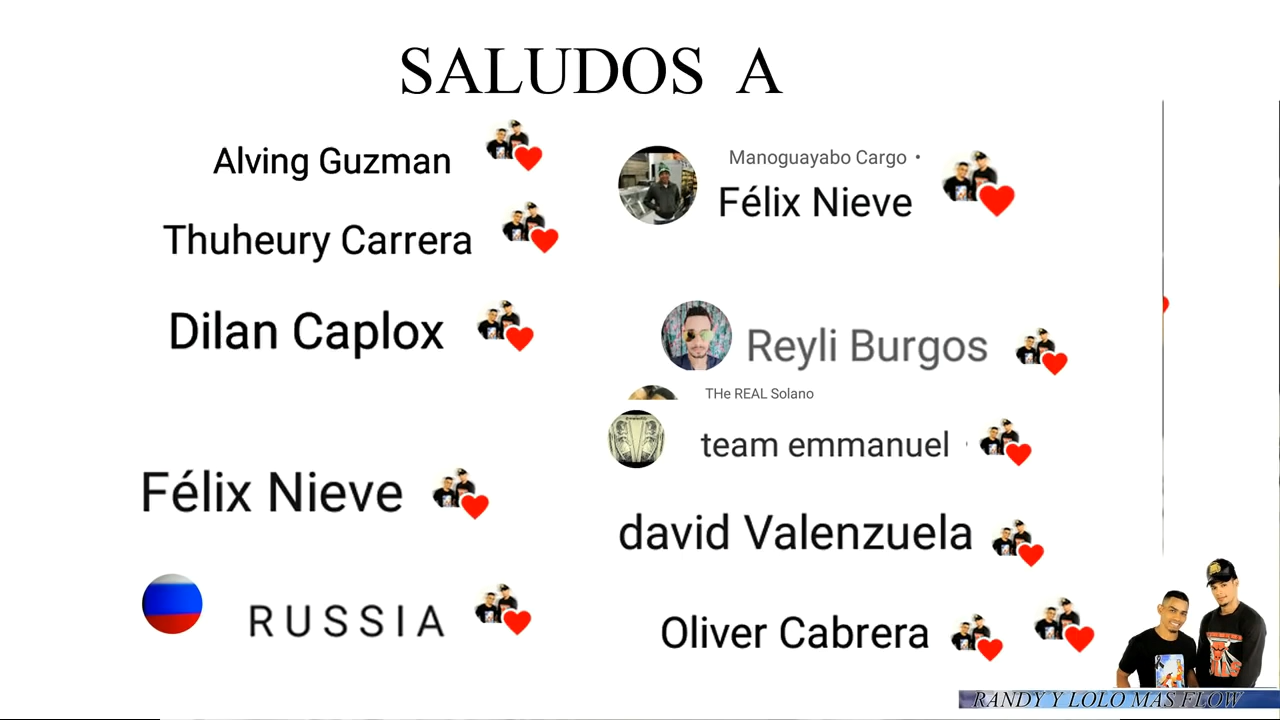 SALUDOS A
Alving Guzman
Thuheury Carrera
Dilan Caplox
Félix Nieve
RUSSIA
Manoguayabo Cargo •
Félix Nieve
Reyli Burgos
THe REAL Solano
team emmanuel
david Valenzuela
Oliver Cabrera
RANDY Y LOLO MAS FLOW